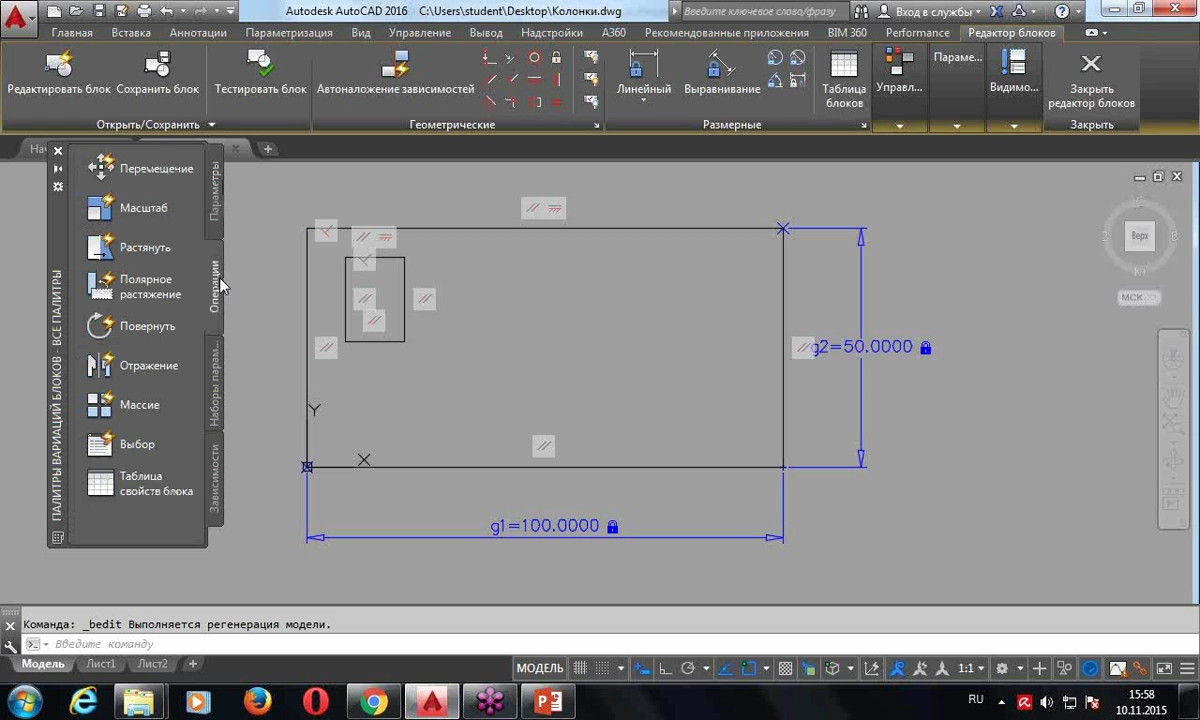 Autodesk AutoCAD 2016 C:\Users\student\Desktop\Колонки.dwg
Введите ключевое слово/фразу
Вход в службы
Главная Вставка Аннотации Параметризация Вид Управление Вывод Надстройки A360 Рекомендованные приложения BIM 360 Performance Редактор блоков
Редактировать блок Сохранить блок Тестировать блок Автоналожение зависимостей Линейный Выравнивание Таблица блоков Управл... Параме... Видимо... Закрыть редактор блоков
Открыть/Сохранить Геометрические Размерные Закрыть
ПАЛИТРЫ ВАРИАЦИЙ БЛОКОВ - ВСЕ ПАЛИТРЫ
Перемещение
Масштаб
Растянуть
Полярное
растяжение
Повернуть
Отражение
Массие
Выбор
Таблица
свойств блока
Параметры
Операции
Наборы парам...
Зависимости
Верх
МСК
g2=50.0000
Y
X
g1=100.0000
Команда: _bedit Выполняется регенерация модели.
Введите команду
Модель Лист1 Лист2
МОДЕЛЬ 1:1
RU
15:58
10.11.2015